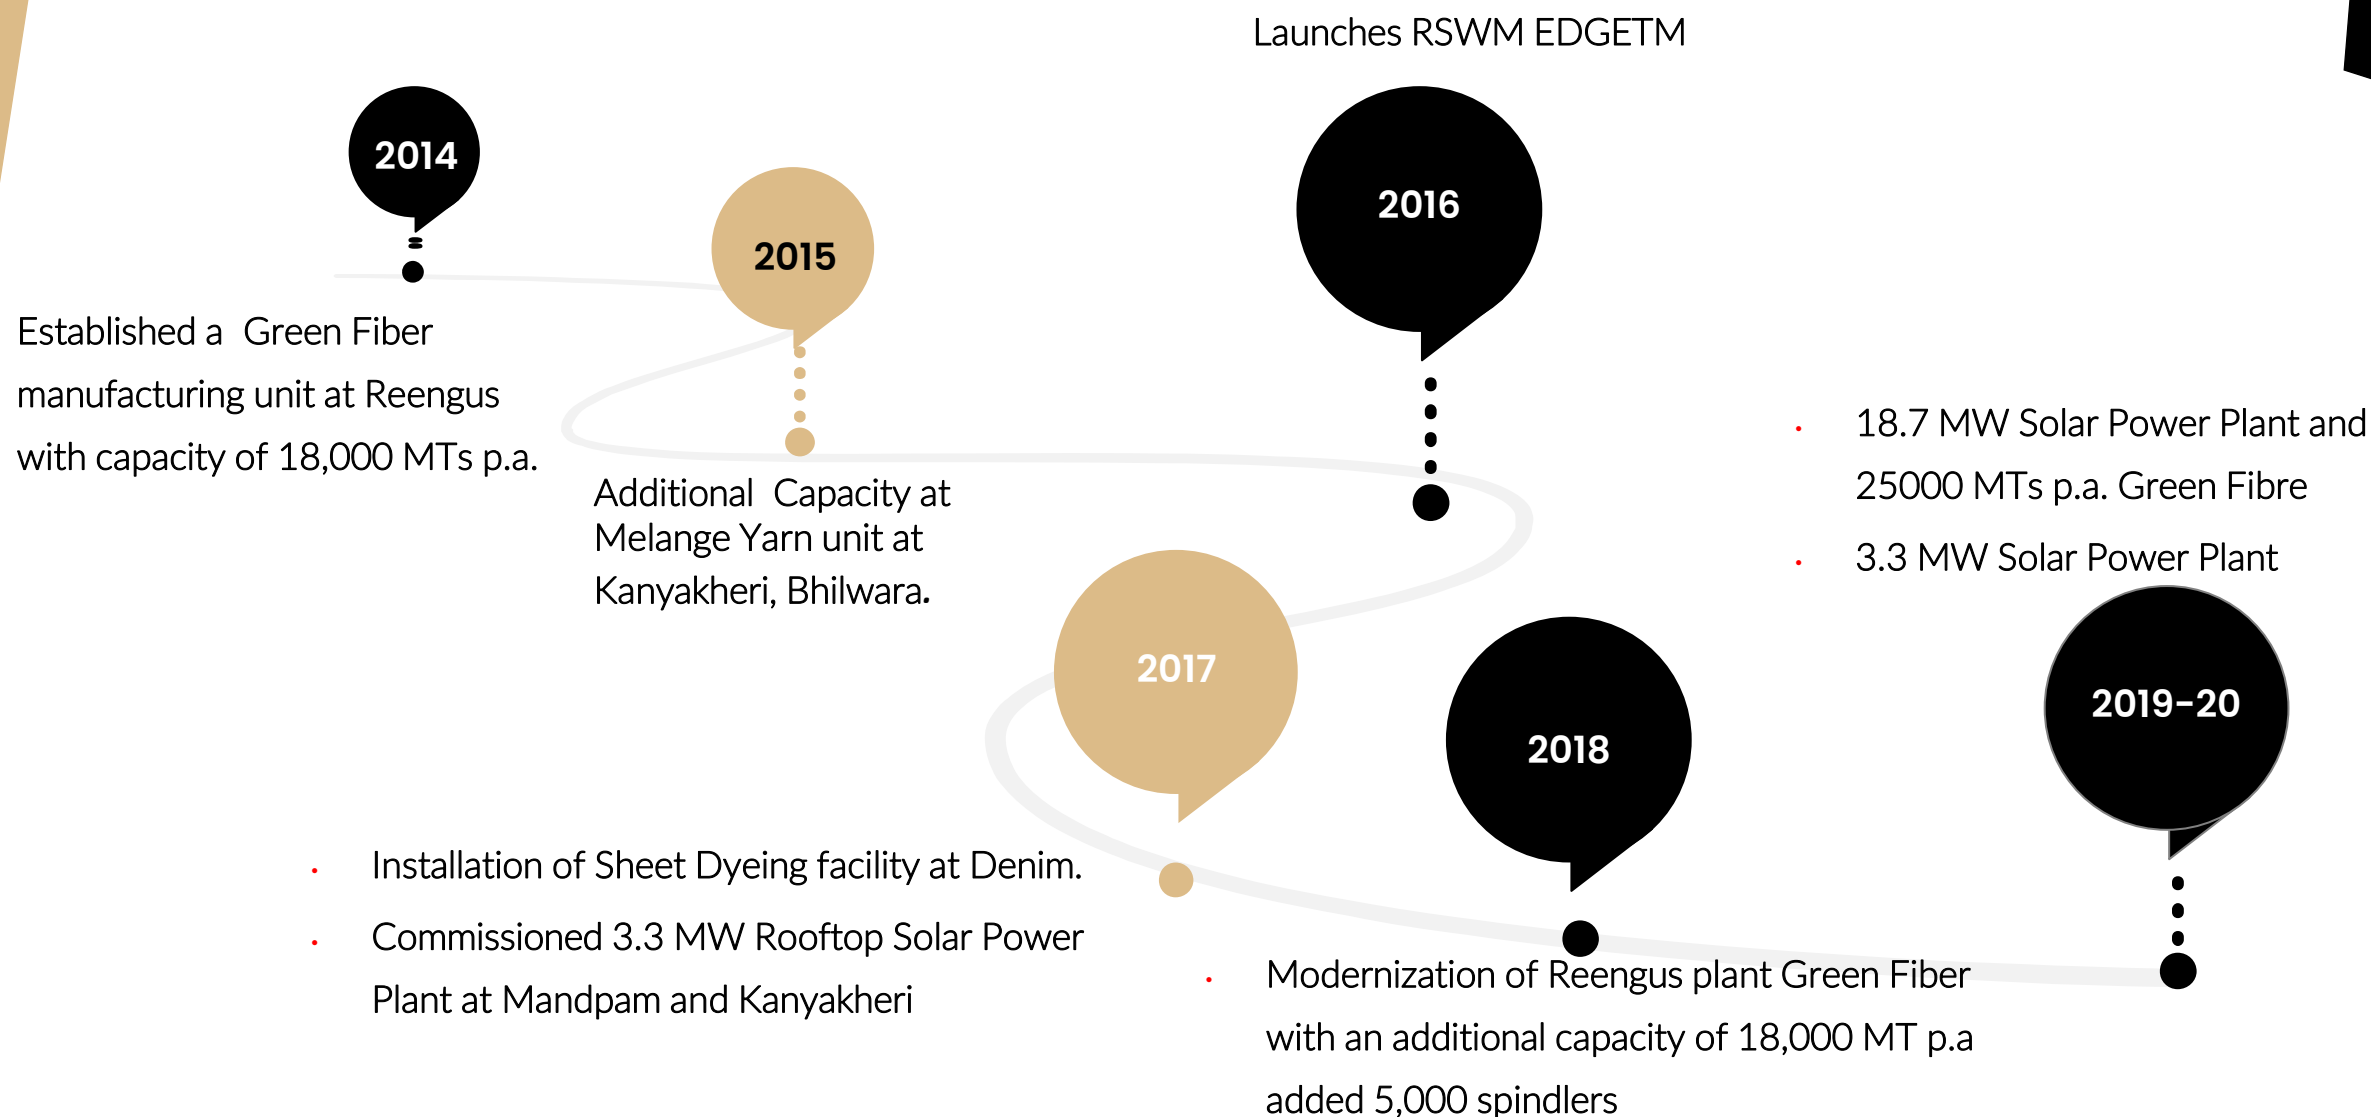 Launches RSWM EDGETM
2014
Established a Green Fiber
manufacturing unit at Reengus
with capacity of 18,000 MTs p.a.
2015
Additional Capacity at
Melange Yarn unit at
Kanyakheri, Bhilwara.
2016
2017
• Installation of Sheet Dyeing facility at Denim.
• Commissioned 3.3 MW Rooftop Solar Power
Plant at Mandpam and Kanyakheri
2018
• Modernization of Reengus plant Green Fiber
with an additional capacity of 18,000 MT p.a
added 5,000 spindlers
• 18.7 MW Solar Power Plant and
25000 MTs p.a. Green Fibre
• 3.3 MW Solar Power Plant
2019-20